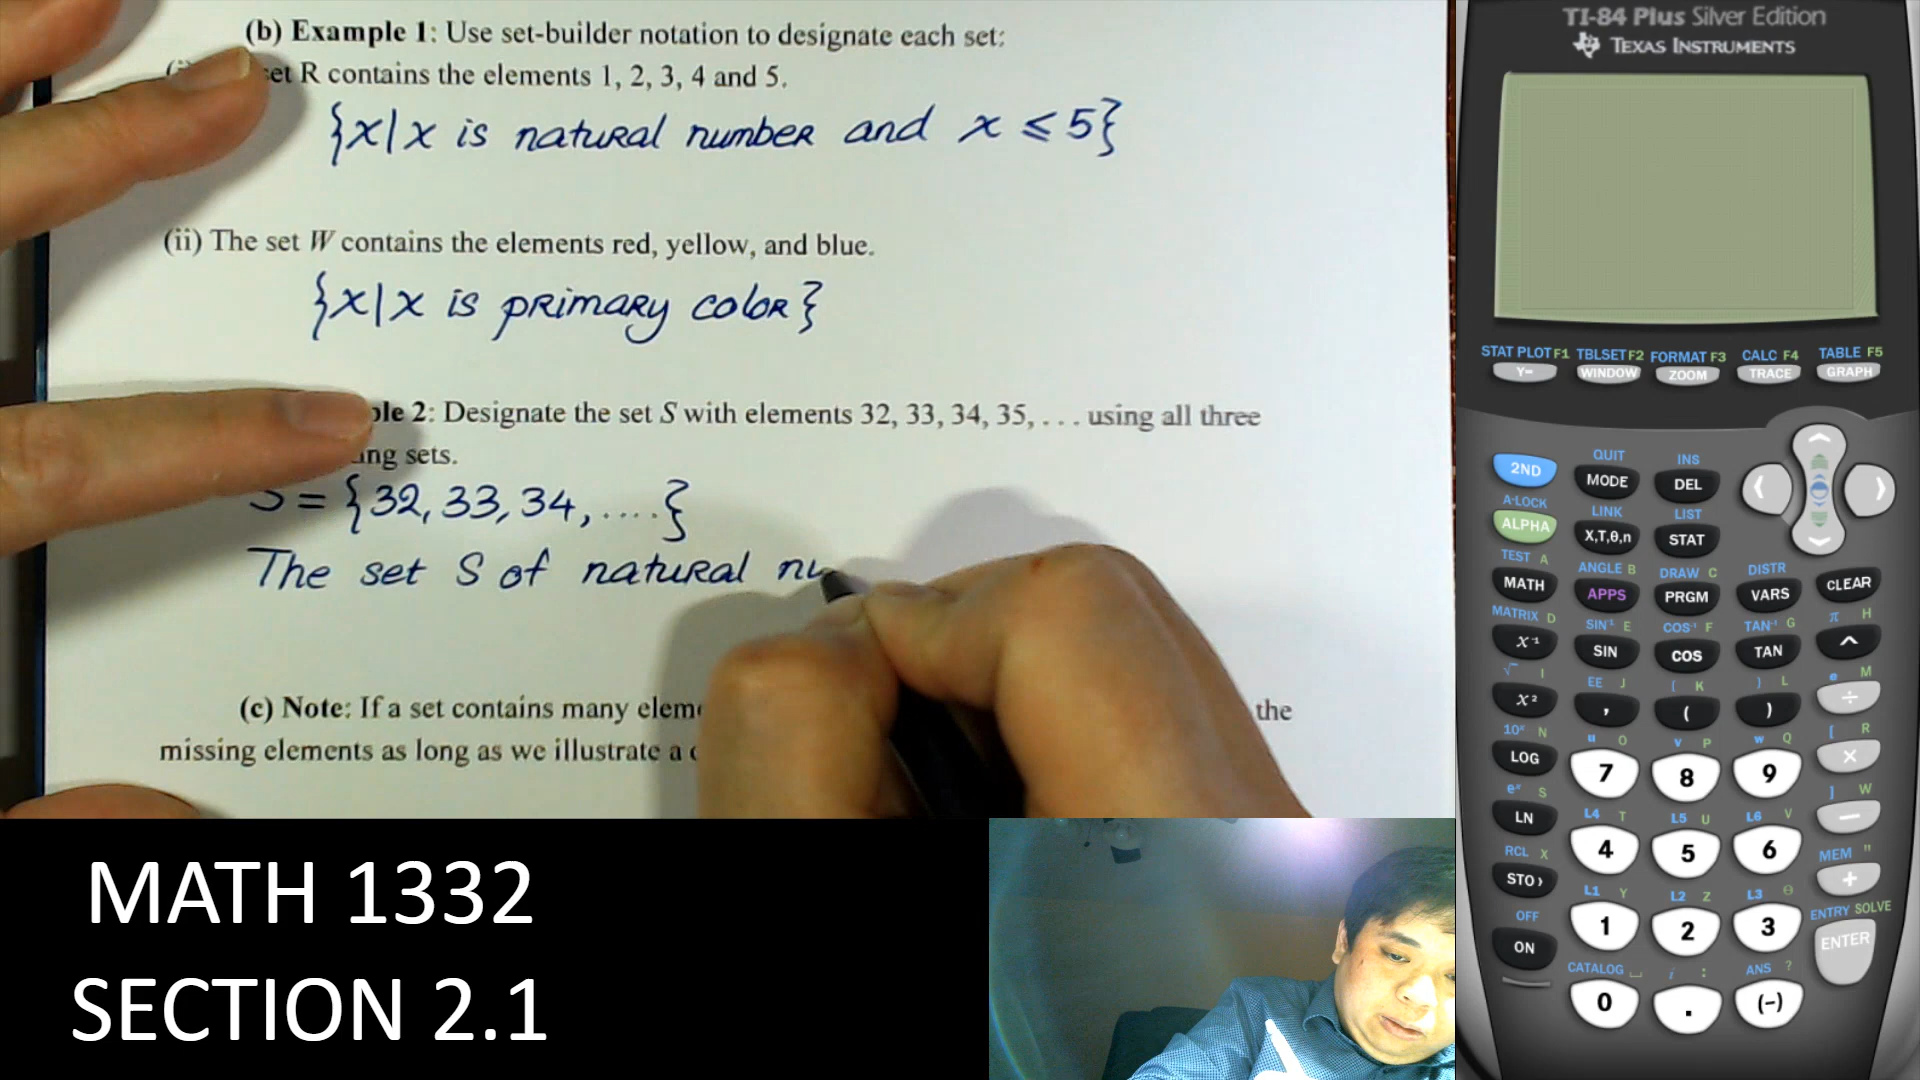 (b) Example 1: Use set-builder notation to designate each set:
set R contains the elements 1, 2, 3, 4 and 5.
{x|x is natural number and x ≤ 5}
(ii) The set W contains the elements red, yellow, and blue.
{x|x is primary color}
2: Designate the set S with elements 32, 33, 34, 35, . . . using all three
sets.
S = {32, 33, 34, ....}
The set S of natural
(c) Note: If a set contains many the
missing elements as long as we illustrate a
MATH 1332
SECTION 2.1
TI-84 Plus Silver Edition
TEXAS INSTRUMENTS
STAT PLOT F1 TBLSET F2 FORMAT F3 CALC F4 TABLE F5
Y= WINDOW ZOOM TRACE GRAPH
QUIT INS
2ND MODE DEL
A-LOCK LINK LIST
ALPHA X,T,θ,n STAT
TEST A ANGLE B DRAW C DISTR
MATH APPS PRGM VARS CLEAR
MATRIX D SIN⁻¹ E COS⁻¹ F TAN⁻¹ G π H
x⁻¹ SIN COS TAN ^
√ I EE J { K } L e M
x² , ( ) ÷
10ˣ N u O v P w Q [ R
LOG 7 8 9 ×
eˣ S L4 T L5 U L6 V ] W
LN 4 5 6 −
RCL X L1 Y L2 Z L3 θ MEM "
STO› 1 2 3 +
OFF CATALOG ⎵ i : ANS ? ENTRY SOLVE
ON 0 . (-) ENTER